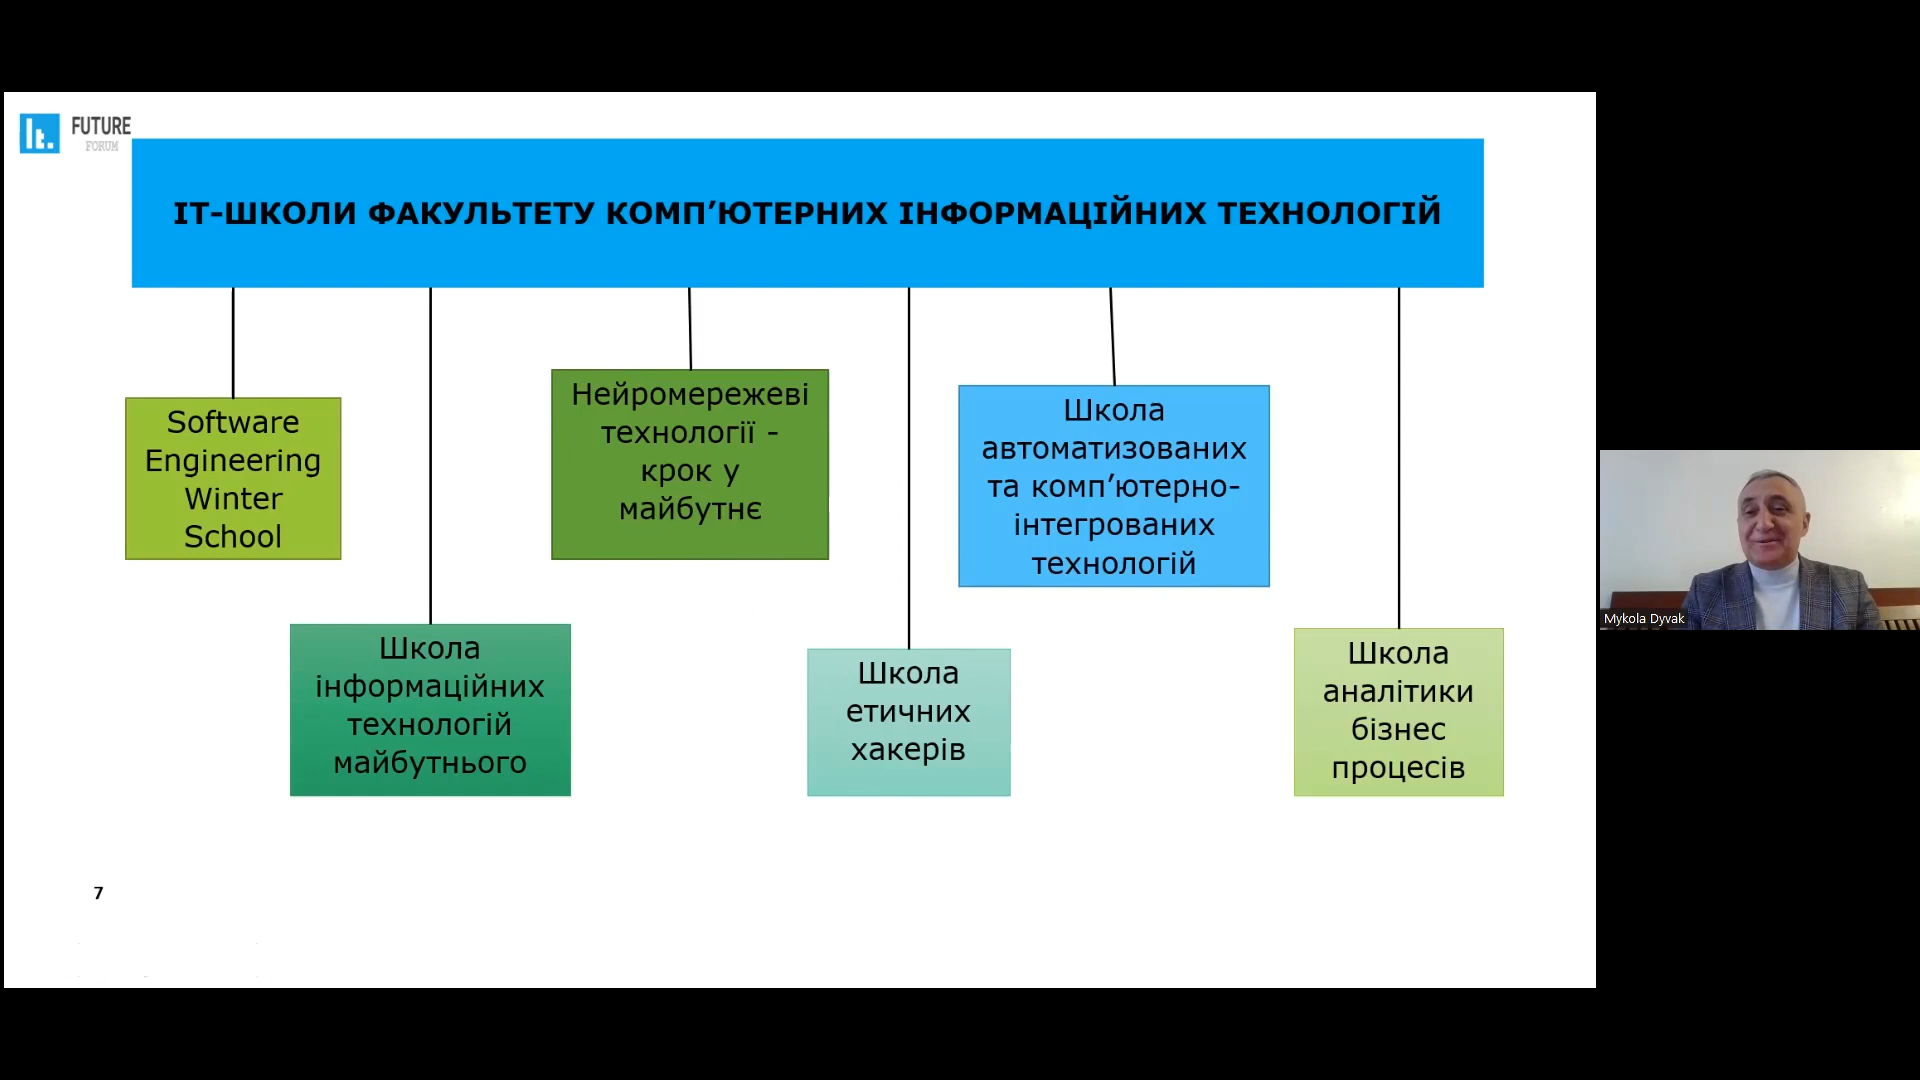 It.
FUTURE
FORUM
ІТ-ШКОЛИ ФАКУЛЬТЕТУ КОМП’ЮТЕРНИХ ІНФОРМАЦІЙНИХ ТЕХНОЛОГІЙ
Software
Engineering
Winter
School
Школа
інформаційних
технологій
майбутнього
Нейромережеві
технології -
крок у
майбутнє
Школа
етичних
хакерів
Школа
автоматизованих
та комп’ютерно-
інтегрованих
технологій
Школа
аналітики
бізнес
процесів
7
Mykola Dyvak